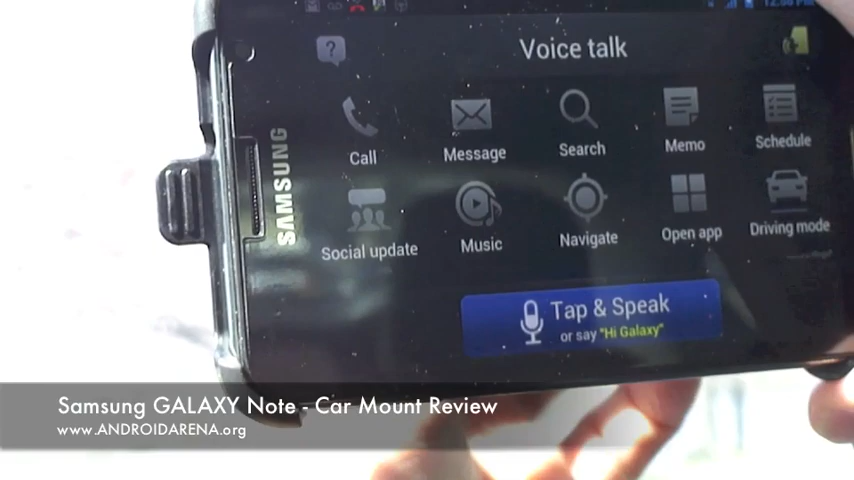 Voice talk
Call
Message
Search
Memo
Schedule
Social update
Music
Navigate
Open app
Driving mode
Tap & Speak
or say "Hi Galaxy"
SAMSUNG
Samsung GALAXY Note - Car Mount Review
www.ANDROIDARENA.org